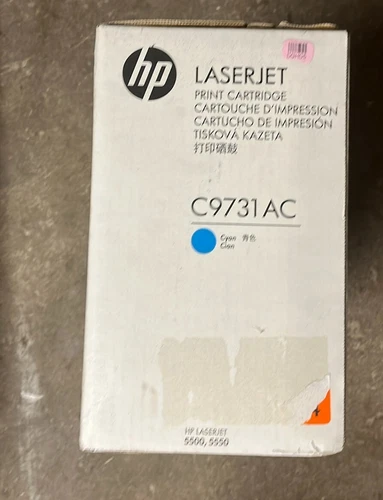 hp
LASERJET
PRINT CARTRIDGE
CARTOUCHE D'IMPRESSION
CARTUCHO DE IMPRESIÓN
TISKOVÁ KAZETA
打印硒鼓
C9731AC
Cyan 青色
Cian
HP LASERJET
5500, 5550